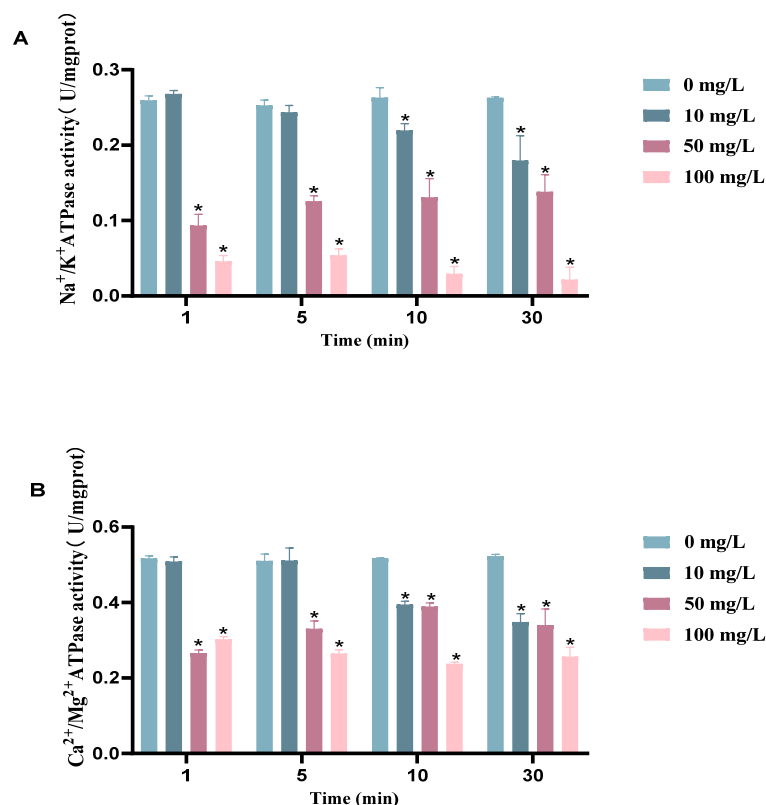 A
Na⁺/K⁺ATPase activity( U/mgprot)
0.3
0.2
0.1
0.0
* * * * * * * * * *
1 5 10 30
Time (min)
0 mg/L
10 mg/L
50 mg/L
100 mg/L
B
Ca²⁺/Mg²⁺ATPase activity( U/mgprot)
0.6
0.4
0.2
0.0
* * * * * * * * * *
1 5 10 30
Time (min)
0 mg/L
10 mg/L
50 mg/L
100 mg/L